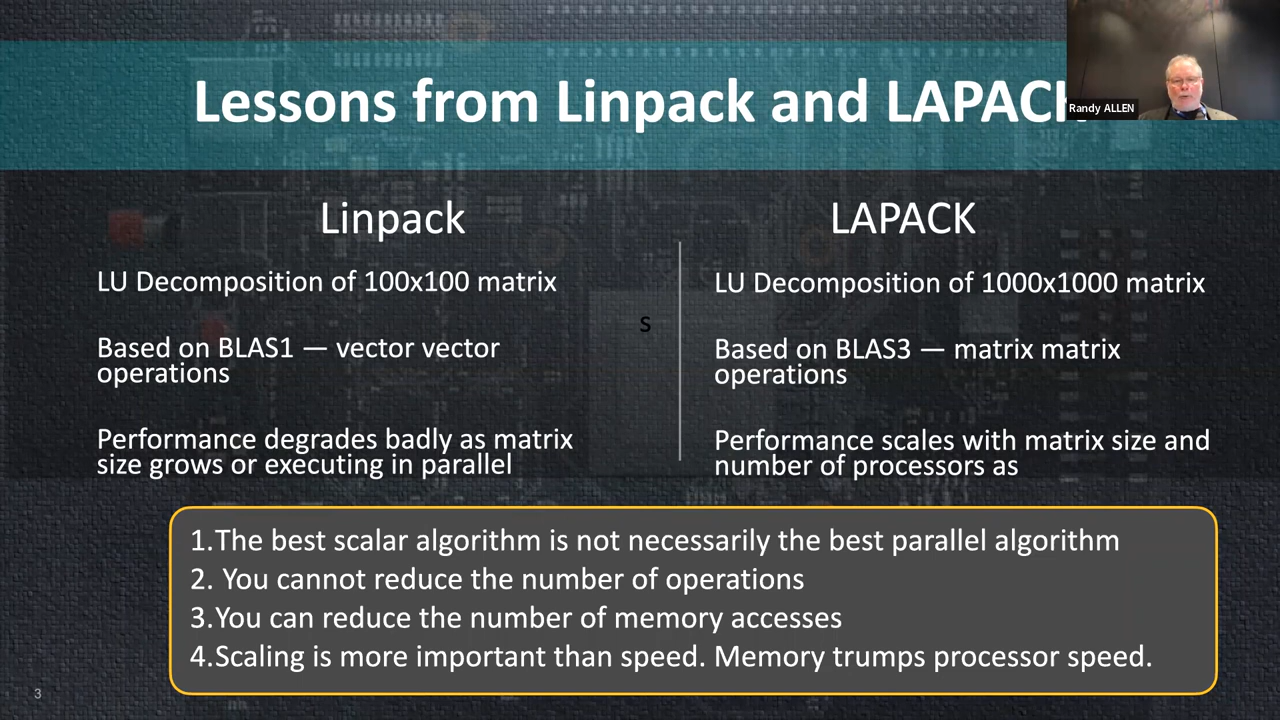 Lessons from Linpack and LAPACK
Randy ALLEN
Linpack
LU Decomposition of 100x100 matrix
Based on BLAS1 — vector vector
operations
Performance degrades badly as matrix
size grows or executing in parallel
s
LAPACK
LU Decomposition of 1000x1000 matrix
Based on BLAS3 — matrix matrix
operations
Performance scales with matrix size and
number of processors as
1.The best scalar algorithm is not necessarily the best parallel algorithm
2. You cannot reduce the number of operations
3.You can reduce the number of memory accesses
4.Scaling is more important than speed. Memory trumps processor speed.
3